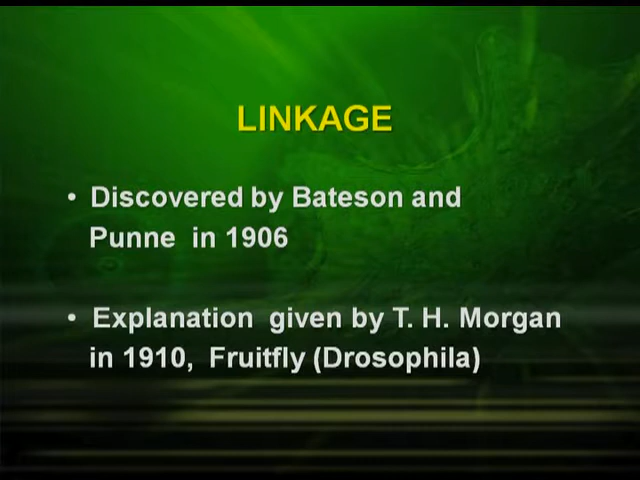 LINKAGE
• Discovered by Bateson and
Punne in 1906
• Explanation given by T. H. Morgan
in 1910, Fruitfly (Drosophila)